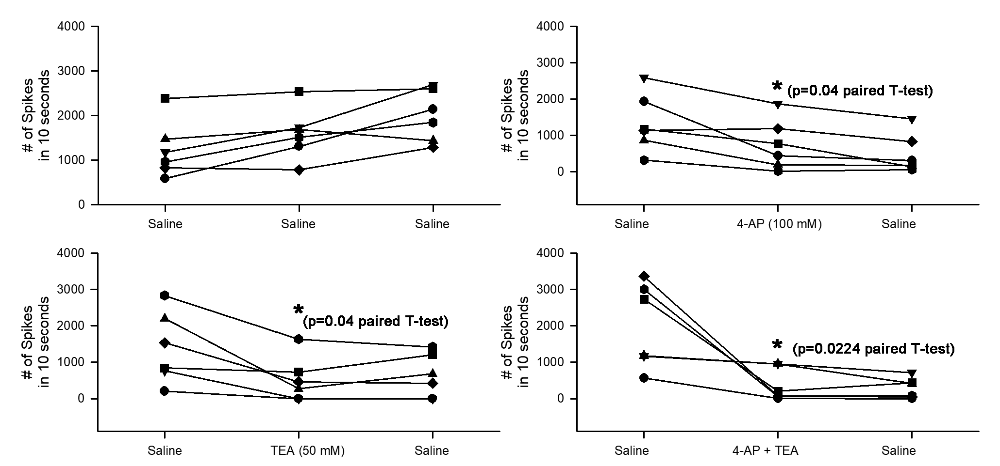 4000
3000
2000
1000
0
# of Spikes
in 10 seconds
Saline
Saline
Saline
4000
3000
2000
1000
0
# of Spikes
in 10 seconds
* (p=0.04 paired T-test)
Saline
4-AP (100 mM)
Saline
4000
3000
2000
1000
0
# of Spikes
in 10 seconds
*
(p=0.04 paired T-test)
Saline
TEA (50 mM)
Saline
4000
3000
2000
1000
0
# of Spikes
in 10 seconds
* (p=0.0224 paired T-test)
Saline
4-AP + TEA
Saline